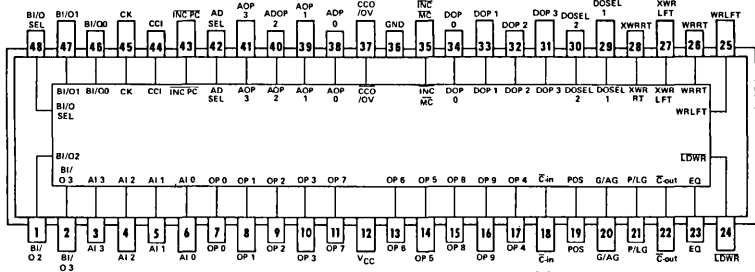 BI/O SEL BI/O1 BI/O0 CK CCI INC PC AD SEL AOP 3 ADOP 2 AOP 1 ADP 0 CCO /OV GND INC MC DOP 0 DOP 1 DOP 2 DOP 3 DOSEL 2 DOSEL 1 XWR RT XWR LFT WRRT WRLFT
48 47 46 45 44 43 42 41 40 39 38 37 36 35 34 33 32 31 30 29 28 27 26 25
BI/O1 BI/O0 CK CCI INC PC AD SEL AOP 3 AOP 2 AOP 1 AOP 0 CCO /OV INC MC DOP 0 DOP 1 DOP 2 DOP 3 DOSEL 2 DOSEL 1 XWR RT XWR LFT WRRT
BI/O SEL WRLFT
BI/O2 LDWR
BI/ O 3 AI 3 AI 2 AI 1 AI 0 OP 0 OP 1 OP 2 OP 3 OP 7 OP 6 OP 5 OP 8 OP 9 OP 4 C-in POS G/AG P/LG C-out EQ
1 2 3 4 5 6 7 8 9 10 11 12 13 14 15 16 17 18 19 20 21 22 23 24
BI/ O 2 BI/ O 3 AI 3 AI 2 AI 1 AI 0 OP 0 OP 1 OP 2 OP 3 OP 7 VCC OP 6 OP 5 OP 8 OP 9 OP 4 C-in POS G/AG P/LG C-out EQ LDWR